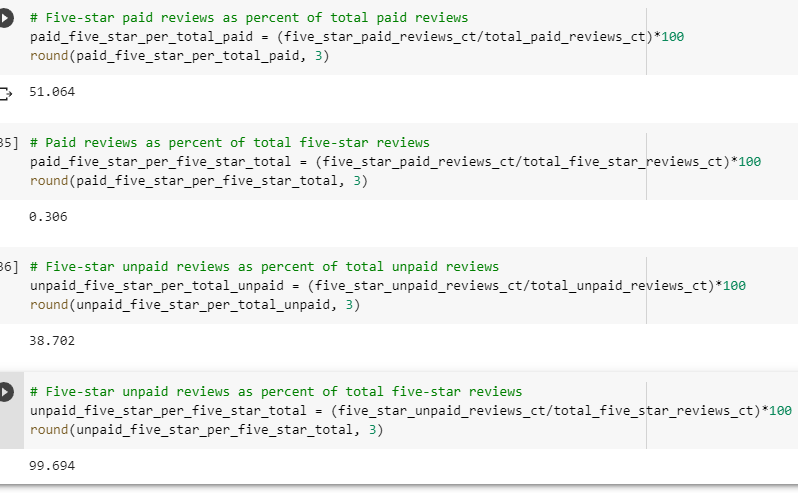 # Five-star paid reviews as percent of total paid reviews
paid_five_star_per_total_paid = (five_star_paid_reviews_ct/total_paid_reviews_ct)*100
round(paid_five_star_per_total_paid, 3)
51.064
35] # Paid reviews as percent of total five-star reviews
paid_five_star_per_five_star_total = (five_star_paid_reviews_ct/total_five_star_reviews_ct)*100
round(paid_five_star_per_five_star_total, 3)
0.306
36] # Five-star unpaid reviews as percent of total unpaid reviews
unpaid_five_star_per_total_unpaid = (five_star_unpaid_reviews_ct/total_unpaid_reviews_ct)*100
round(unpaid_five_star_per_total_unpaid, 3)
38.702
# Five-star unpaid reviews as percent of total five-star reviews
unpaid_five_star_per_five_star_total = (five_star_unpaid_reviews_ct/total_five_star_reviews_ct)*100
round(unpaid_five_star_per_five_star_total, 3)
99.694